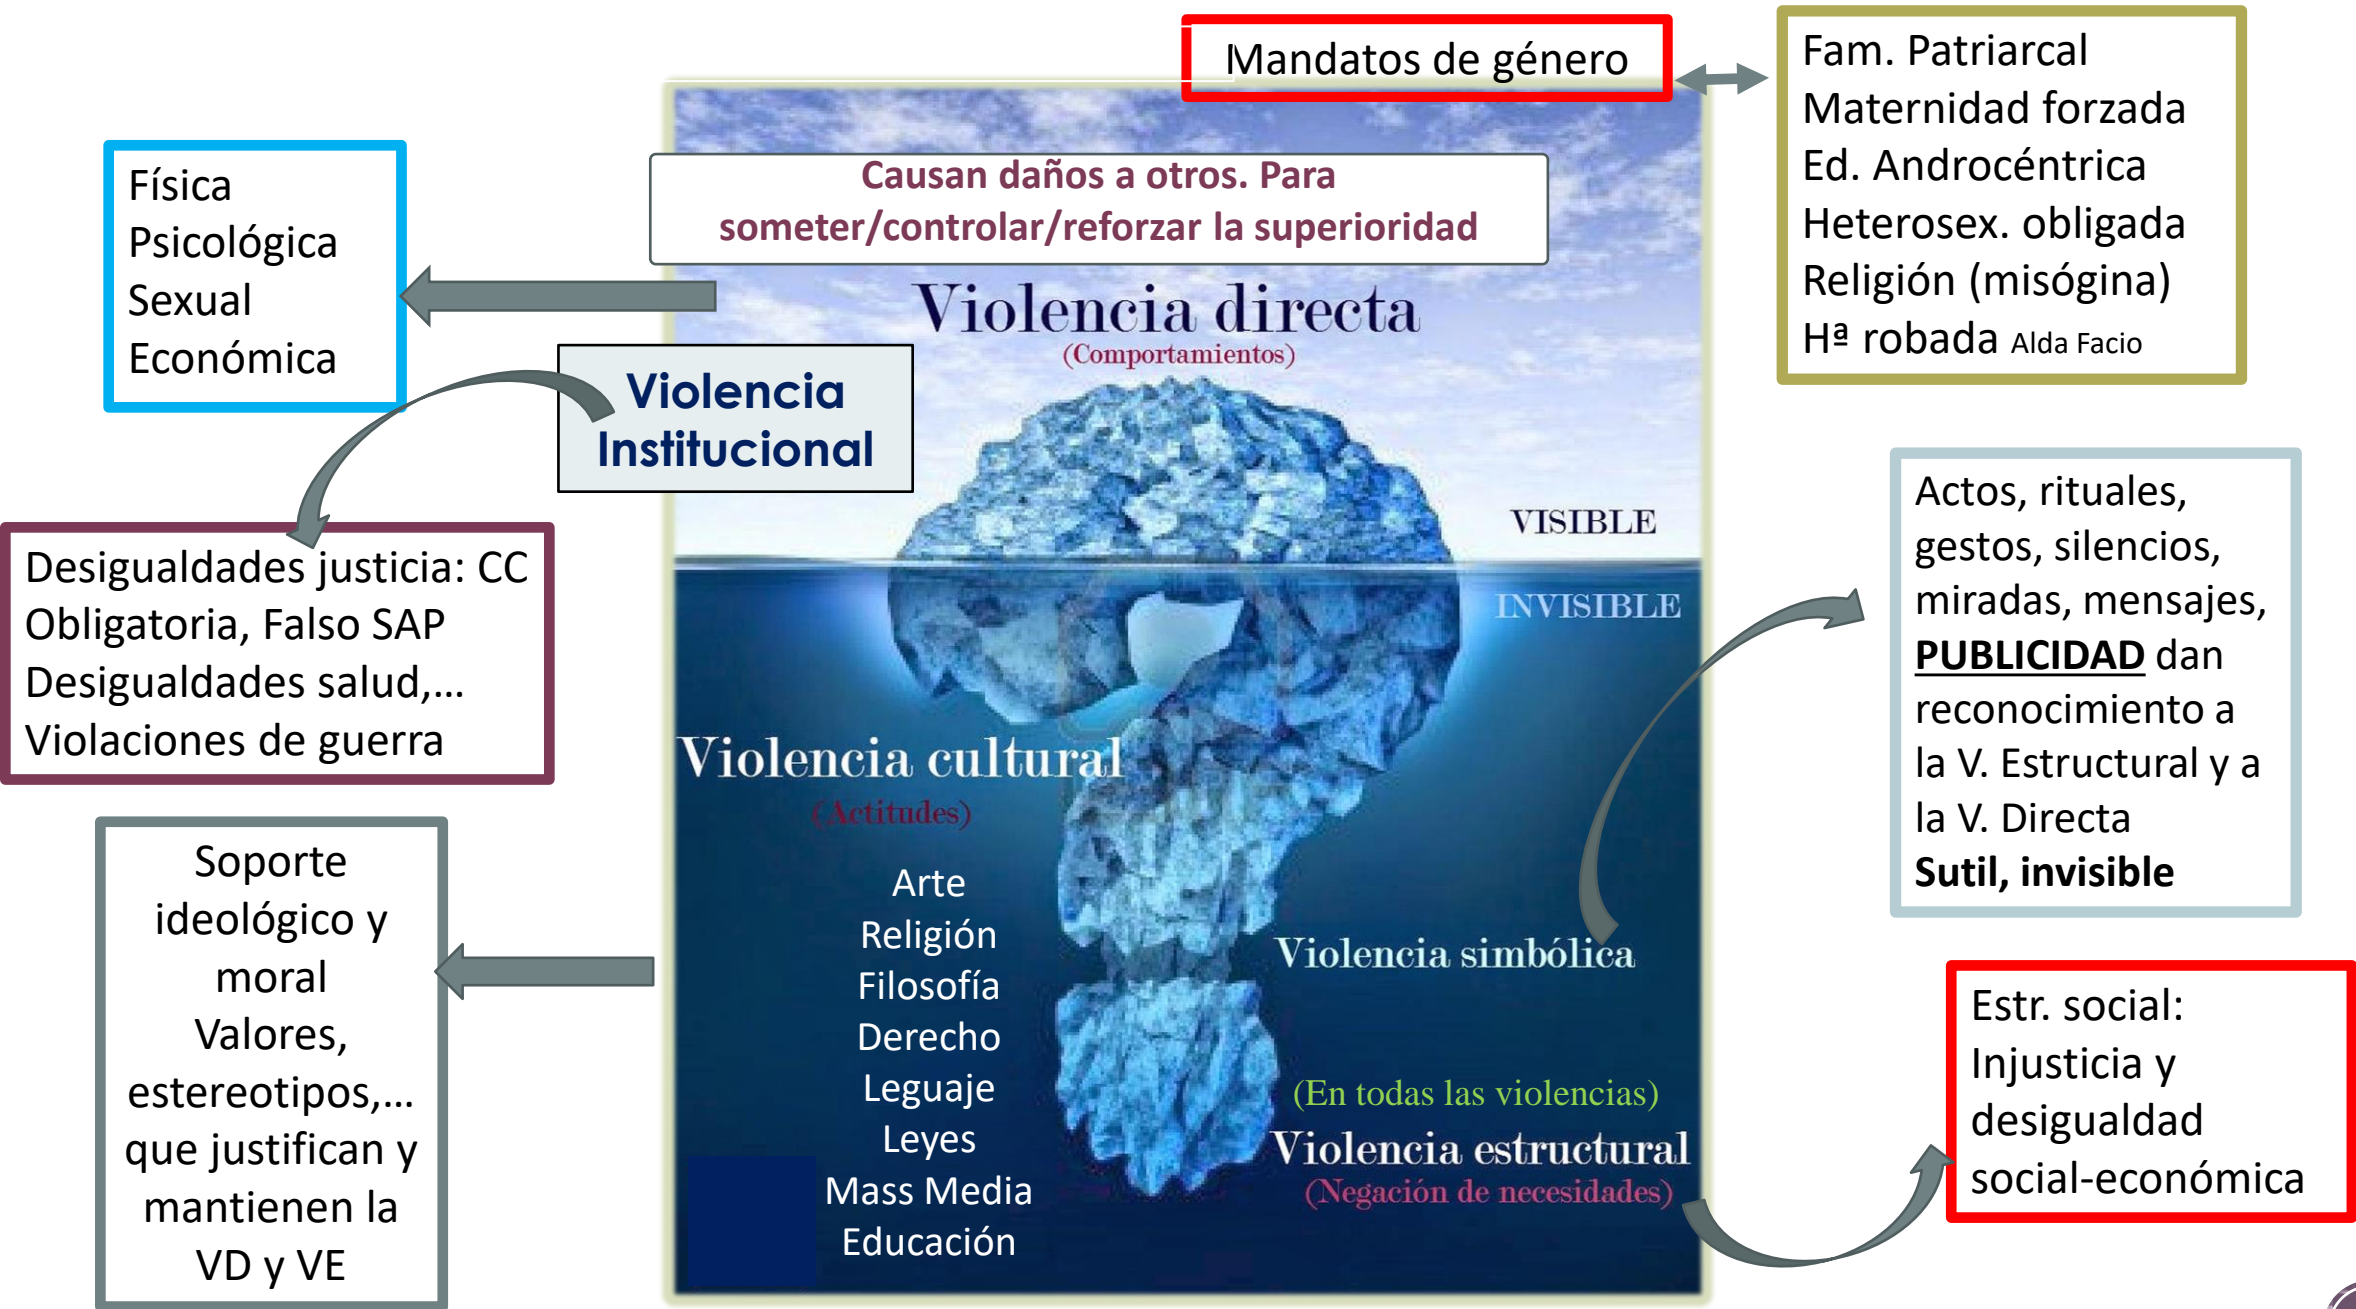 Mandatos de género
Fam. Patriarcal
Maternidad forzada
Ed. Androcéntrica
Heterosex. obligada
Religión (misógina)
Hª robada Alda Facio
Física
Psicológica
Sexual
Económica
Causan daños a otros. Para
someter/controlar/reforzar la superioridad
Violencia directa
(Comportamientos)
Violencia
Institucional
VISIBLE
INVISIBLE
Desigualdades justicia: CC
Obligatoria, Falso SAP
Desigualdades salud,...
Violaciones de guerra
Actos, rituales,
gestos, silencios,
miradas, mensajes,
PUBLICIDAD dan
reconocimiento a
la V. Estructural y a
la V. Directa
Sutil, invisible
Violencia cultural
(Actitudes)
Arte
Religión
Filosofía
Derecho
Leguaje
Leyes
Mass Media
Educación
Soporte
ideológico y
moral
Valores,
estereotipos,...
que justifican y
mantienen la
VD y VE
Violencia simbólica
(En todas las violencias)
Violencia estructural
(Negación de necesidades)
Estr. social:
Injusticia y
desigualdad
social-económica